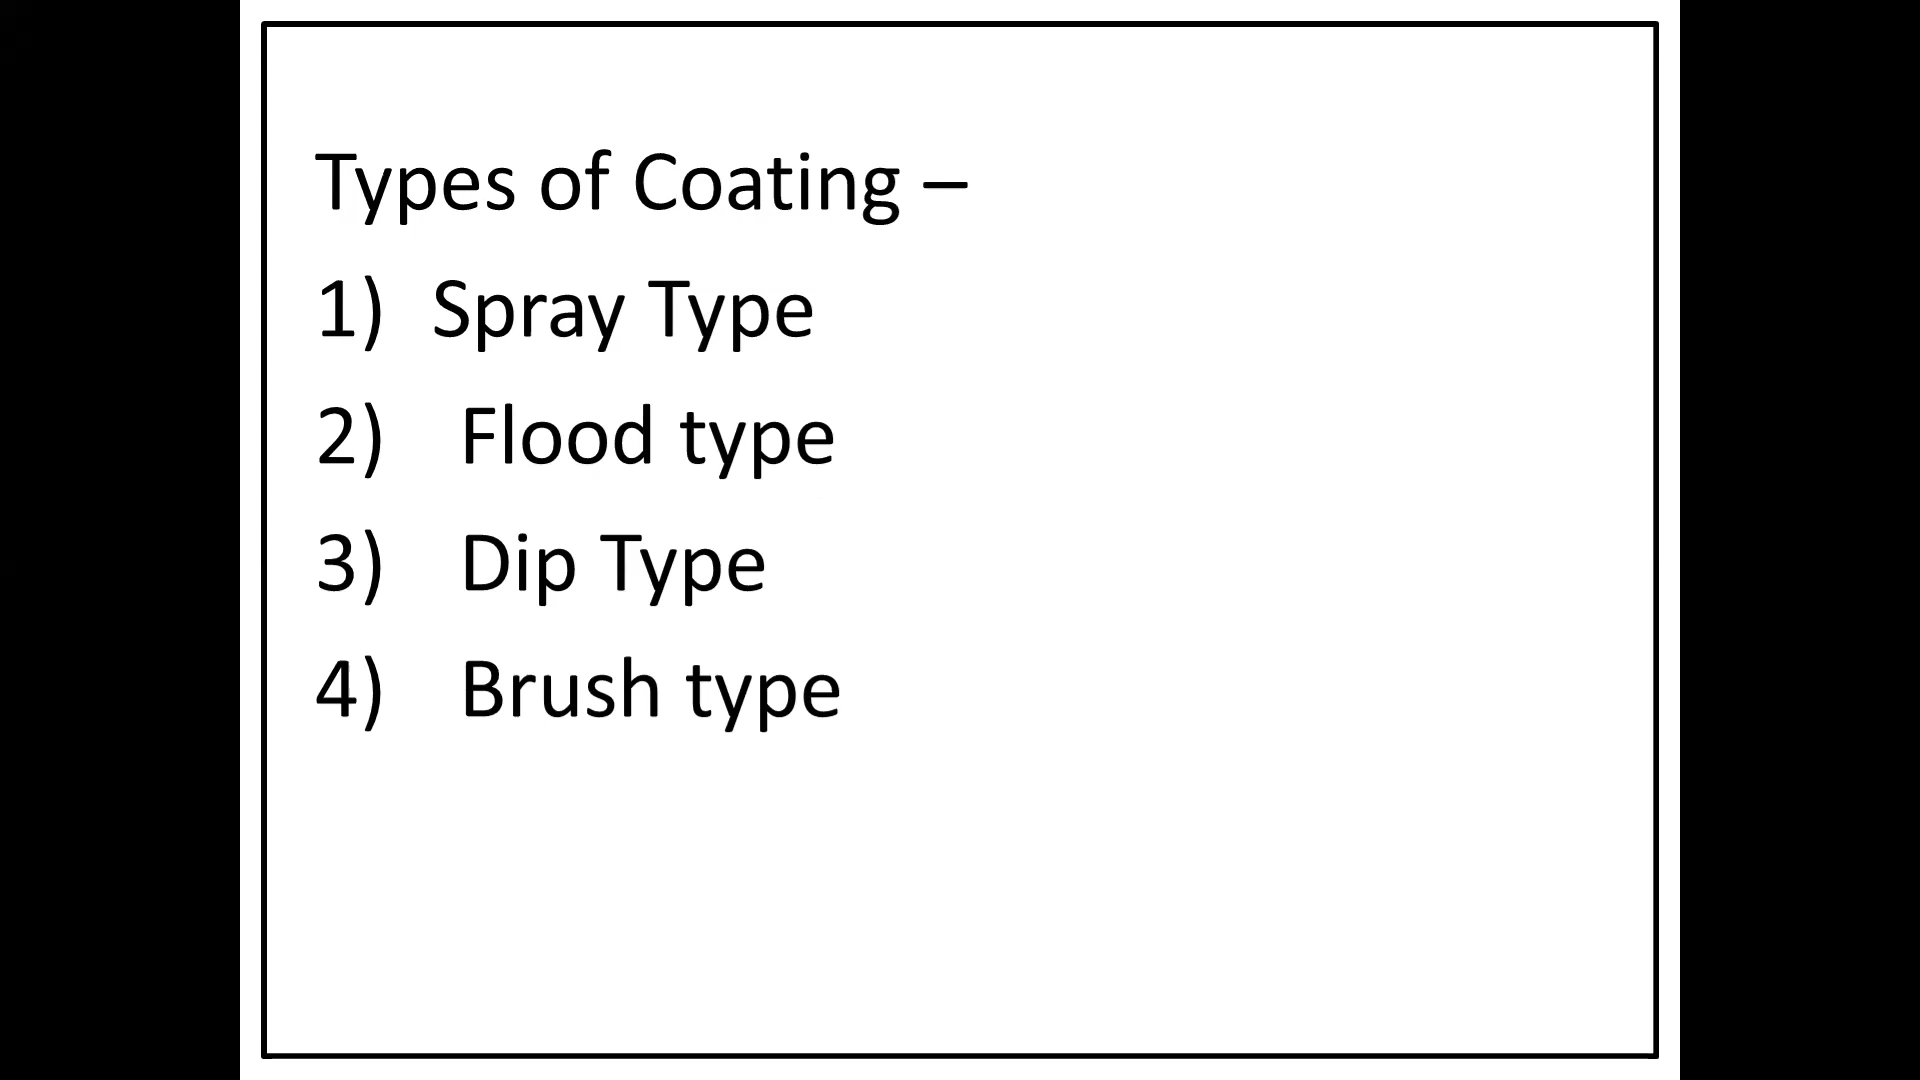 Types of Coating –
1) Spray Type
2) Flood type
3) Dip Type
4) Brush type